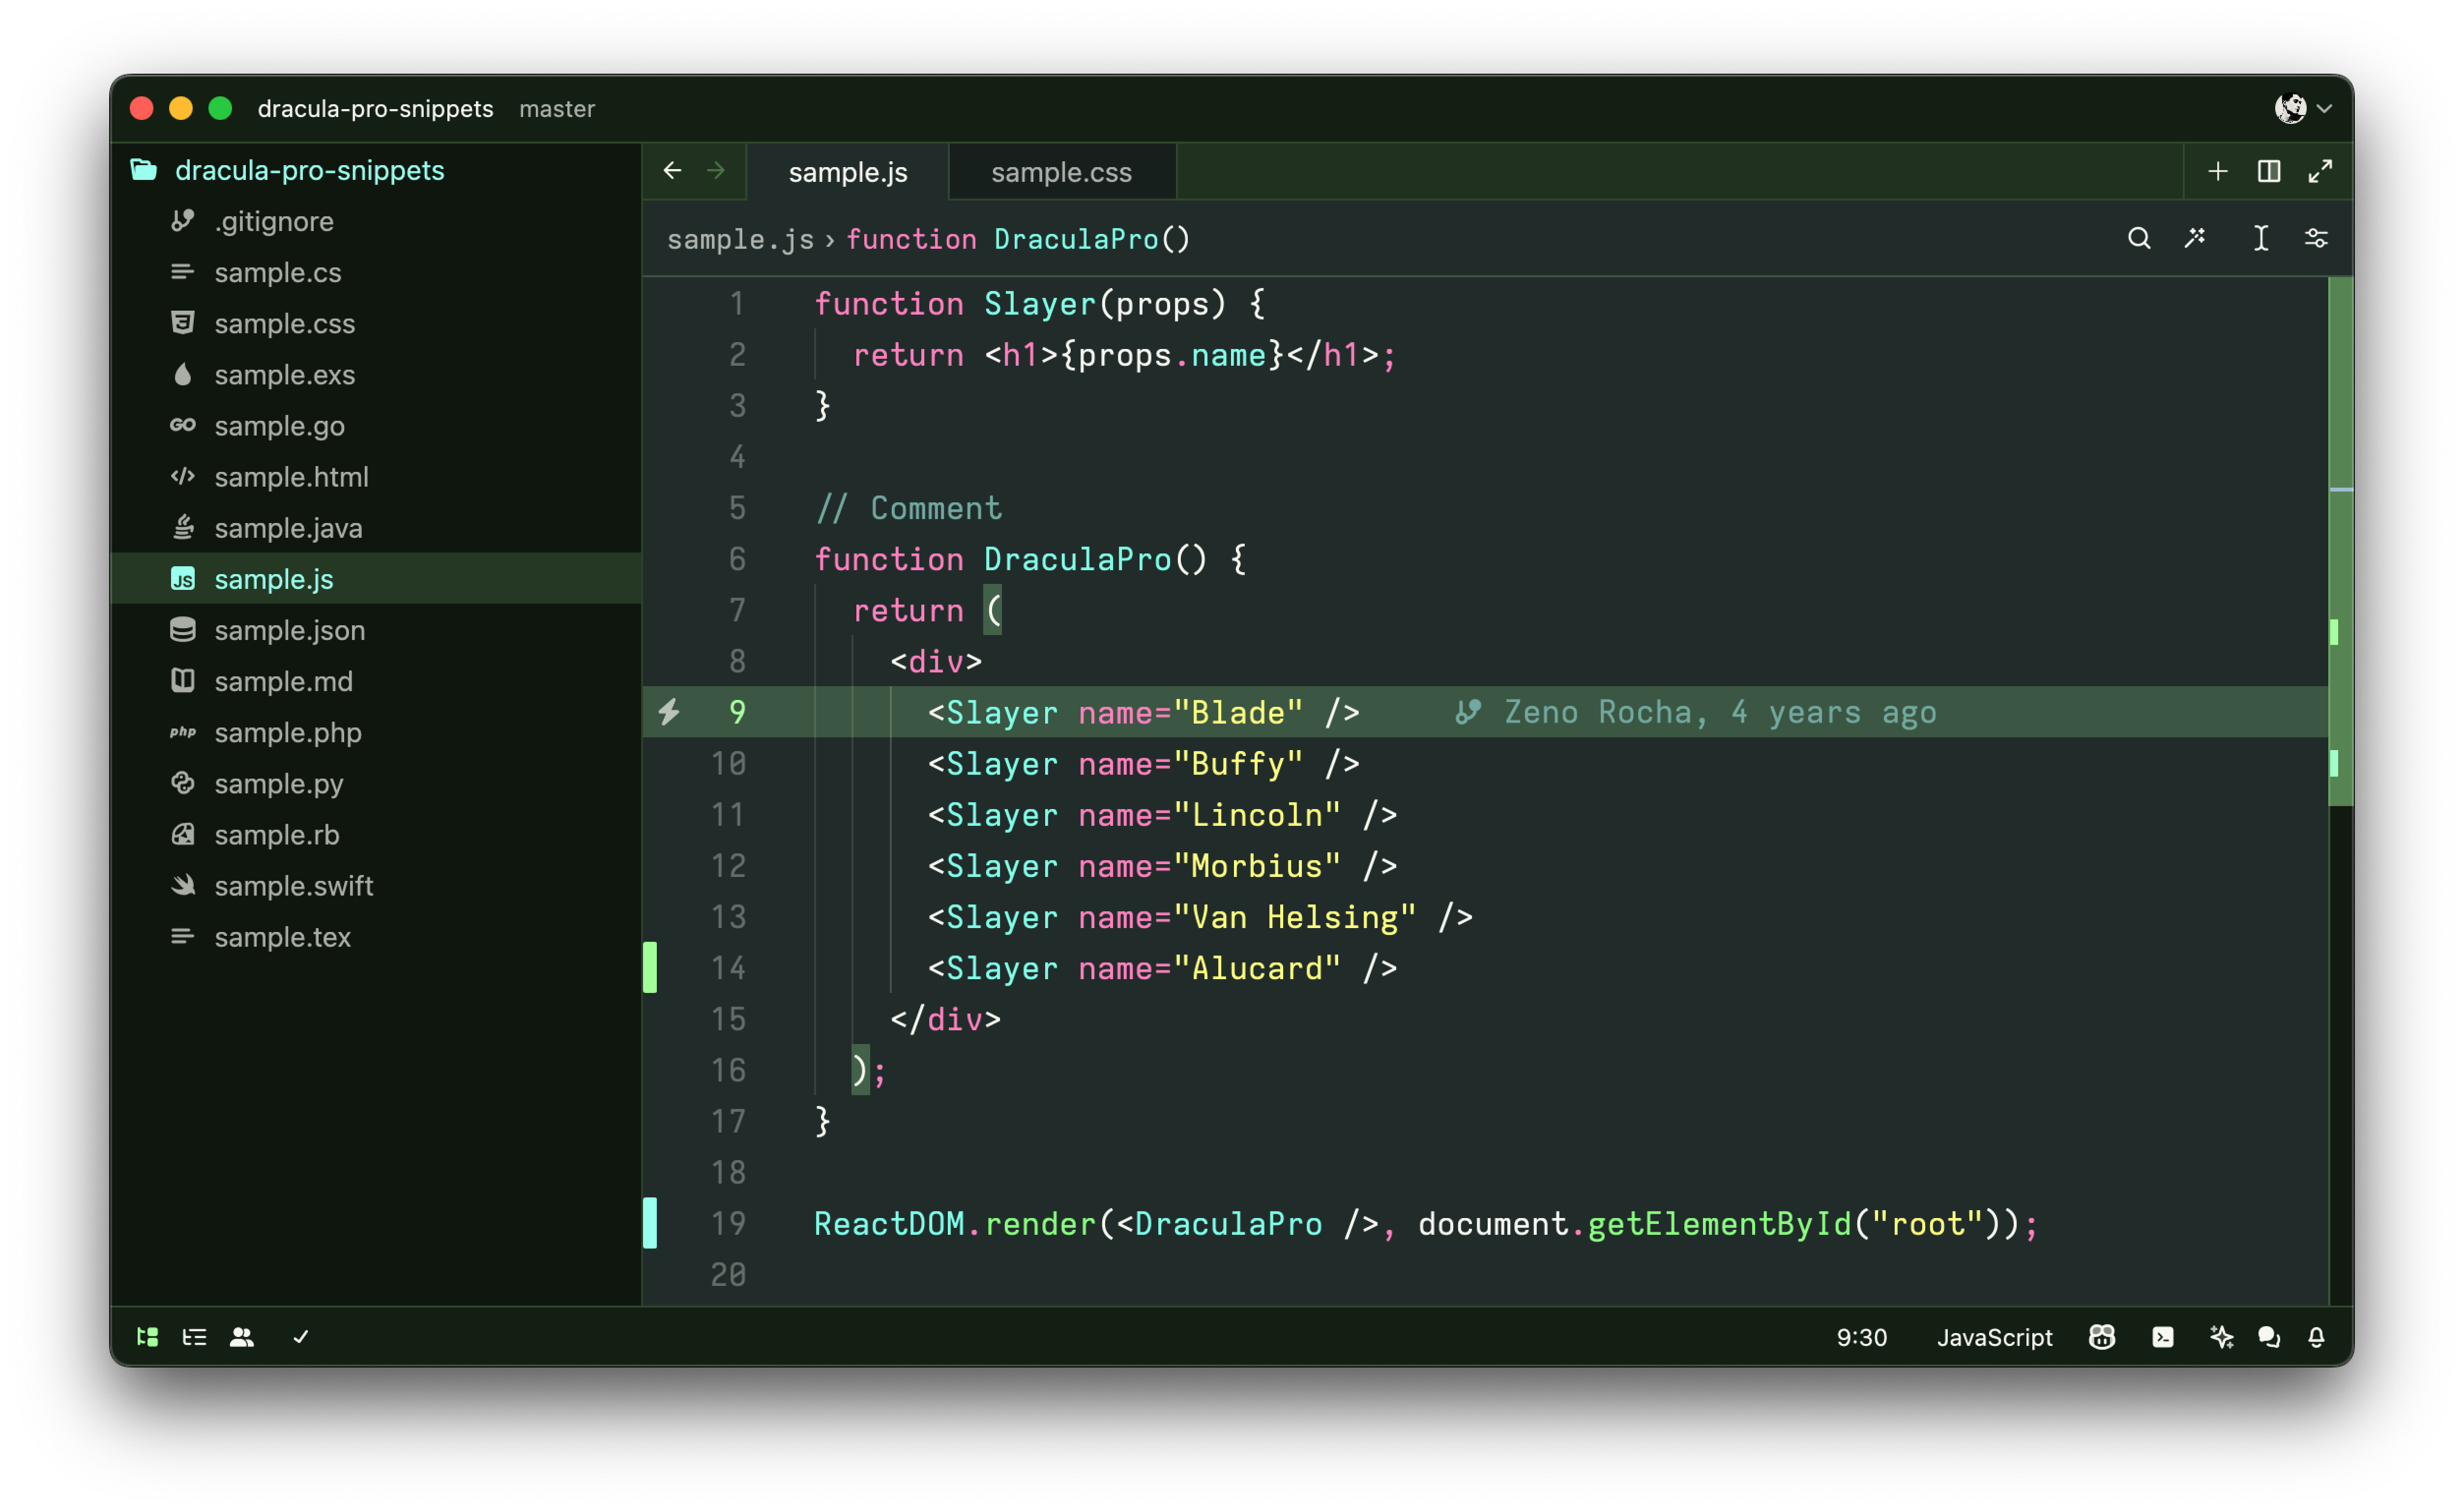 dracula-pro-snippets master
dracula-pro-snippets
.gitignore
sample.cs
sample.css
sample.exs
GO sample.go
sample.html
sample.java
JS sample.js
sample.json
sample.md
php sample.php
sample.py
sample.rb
sample.swift
sample.tex
sample.js sample.css
sample.js › function DraculaPro()
1 function Slayer(props) {
2 return <h1>{props.name}</h1>;
3 }
4
5 // Comment
6 function DraculaPro() {
7 return (
8 <div>
9 <Slayer name="Blade" /> Zeno Rocha, 4 years ago
10 <Slayer name="Buffy" />
11 <Slayer name="Lincoln" />
12 <Slayer name="Morbius" />
13 <Slayer name="Van Helsing" />
14 <Slayer name="Alucard" />
15 </div>
16 );
17 }
18
19 ReactDOM.render(<DraculaPro />, document.getElementById("root"));
20
9:30 JavaScript